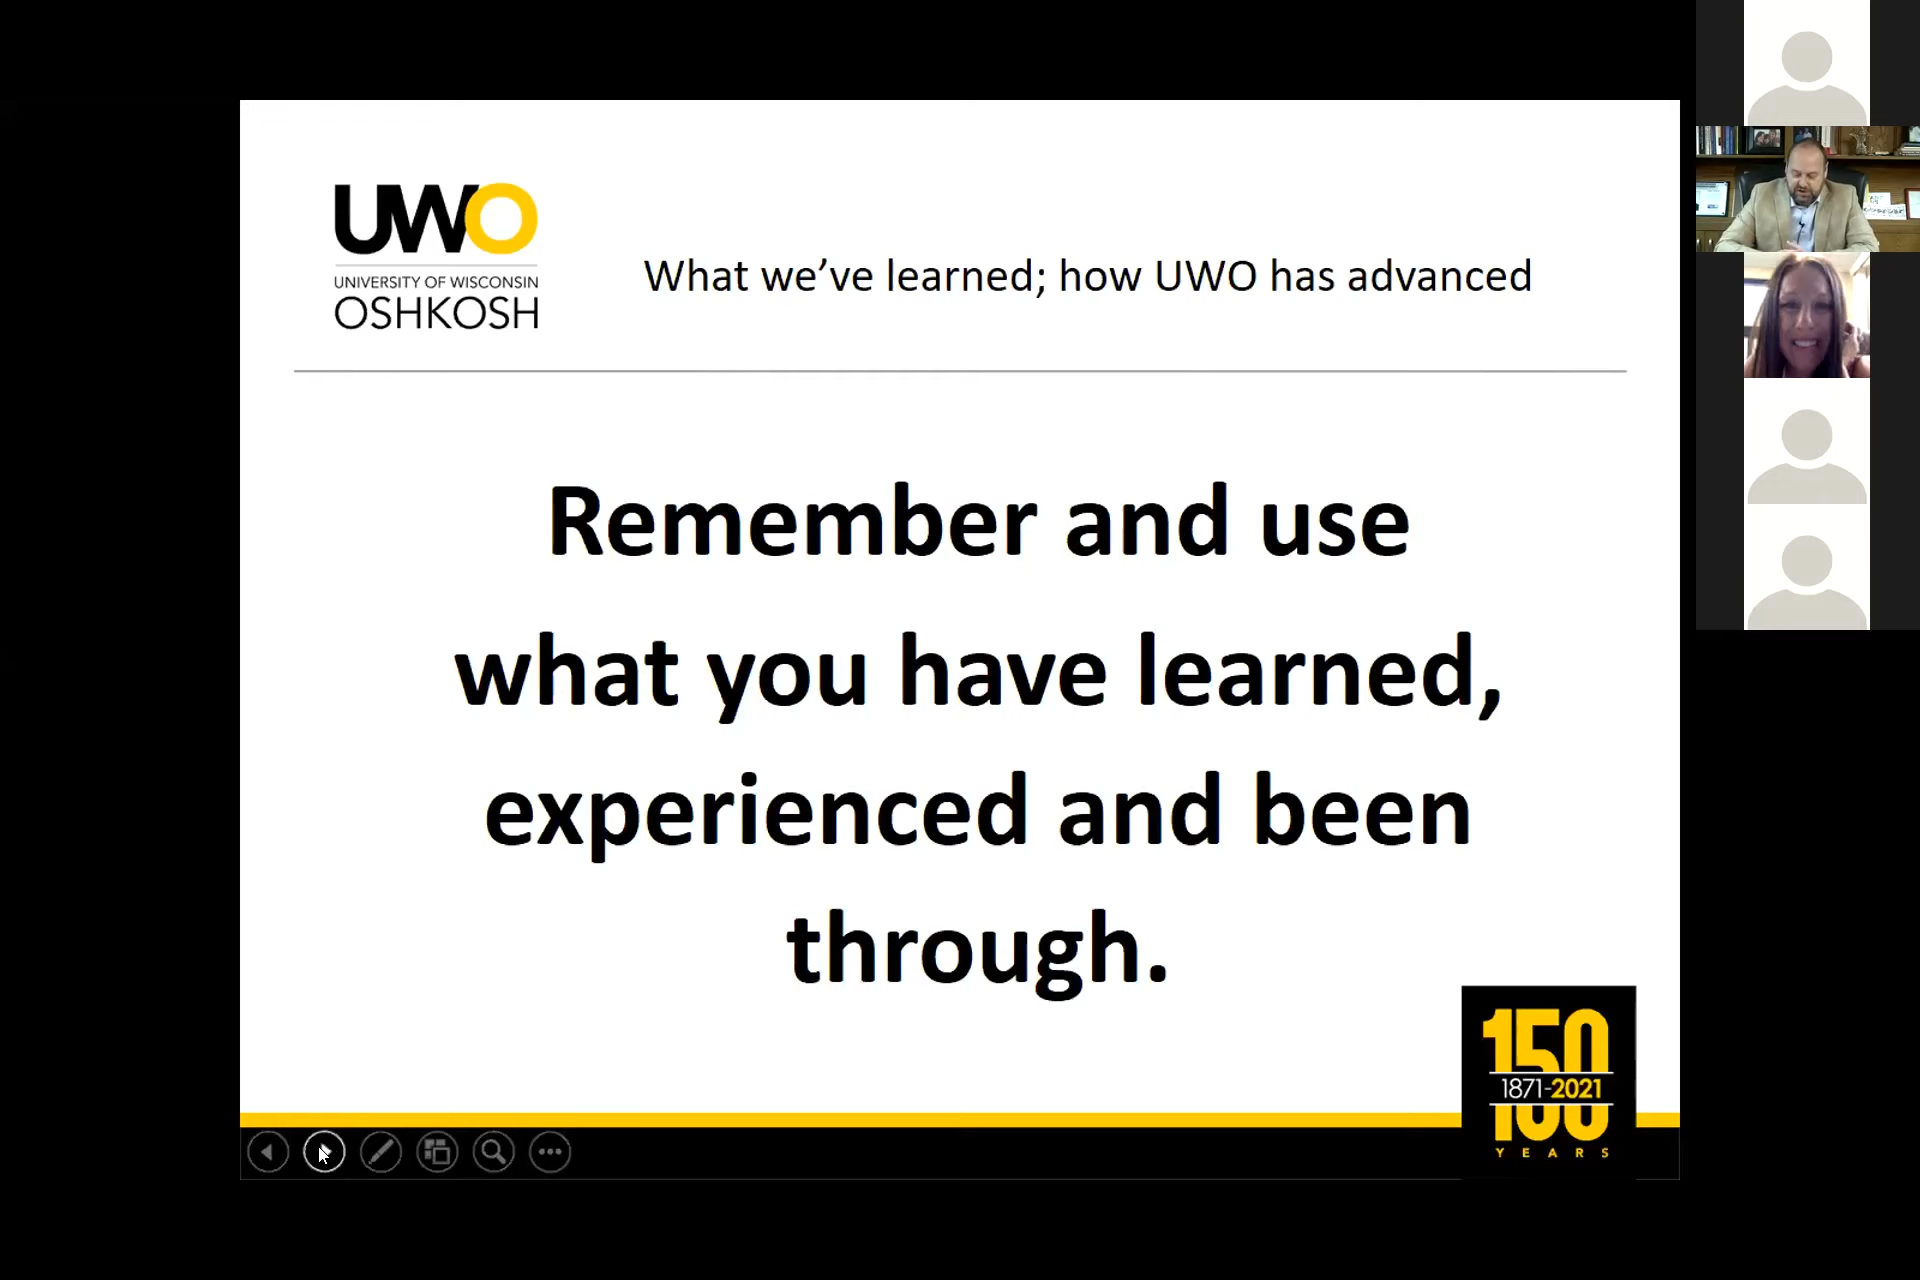 UWO
UNIVERSITY OF WISCONSIN
OSHKOSH
What we’ve learned; how UWO has advanced
Remember and use
what you have learned,
experienced and been
through.
150
1871-2021
YEARS